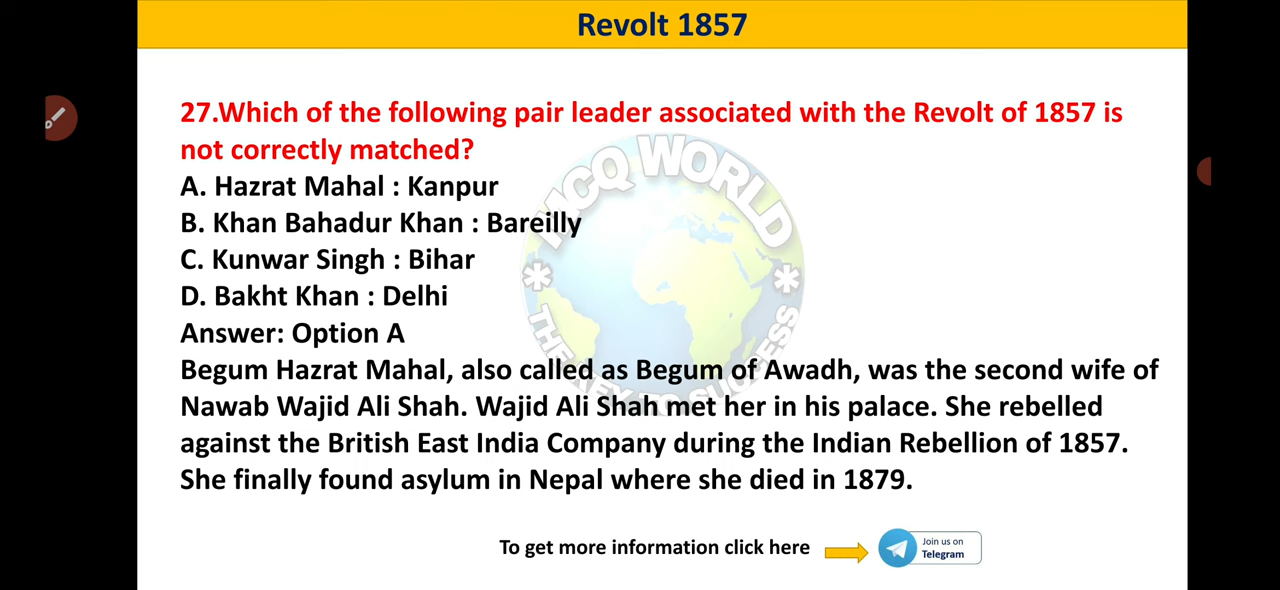 Revolt 1857
27.Which of the following pair leader associated with the Revolt of 1857 is
not correctly matched?
A. Hazrat Mahal : Kanpur
B. Khan Bahadur Khan : Bareilly
C. Kunwar Singh : Bihar
D. Bakht Khan : Delhi
Answer: Option A
Begum Hazrat Mahal, also called as Begum of Awadh, was the second wife of
Nawab Wajid Ali Shah. Wajid Ali Shah met her in his palace. She rebelled
against the British East India Company during the Indian Rebellion of 1857.
She finally found asylum in Nepal where she died in 1879.
MCQ WORLD
THE KEY TO SUCCESS
To get more information click here
Join us on
Telegram